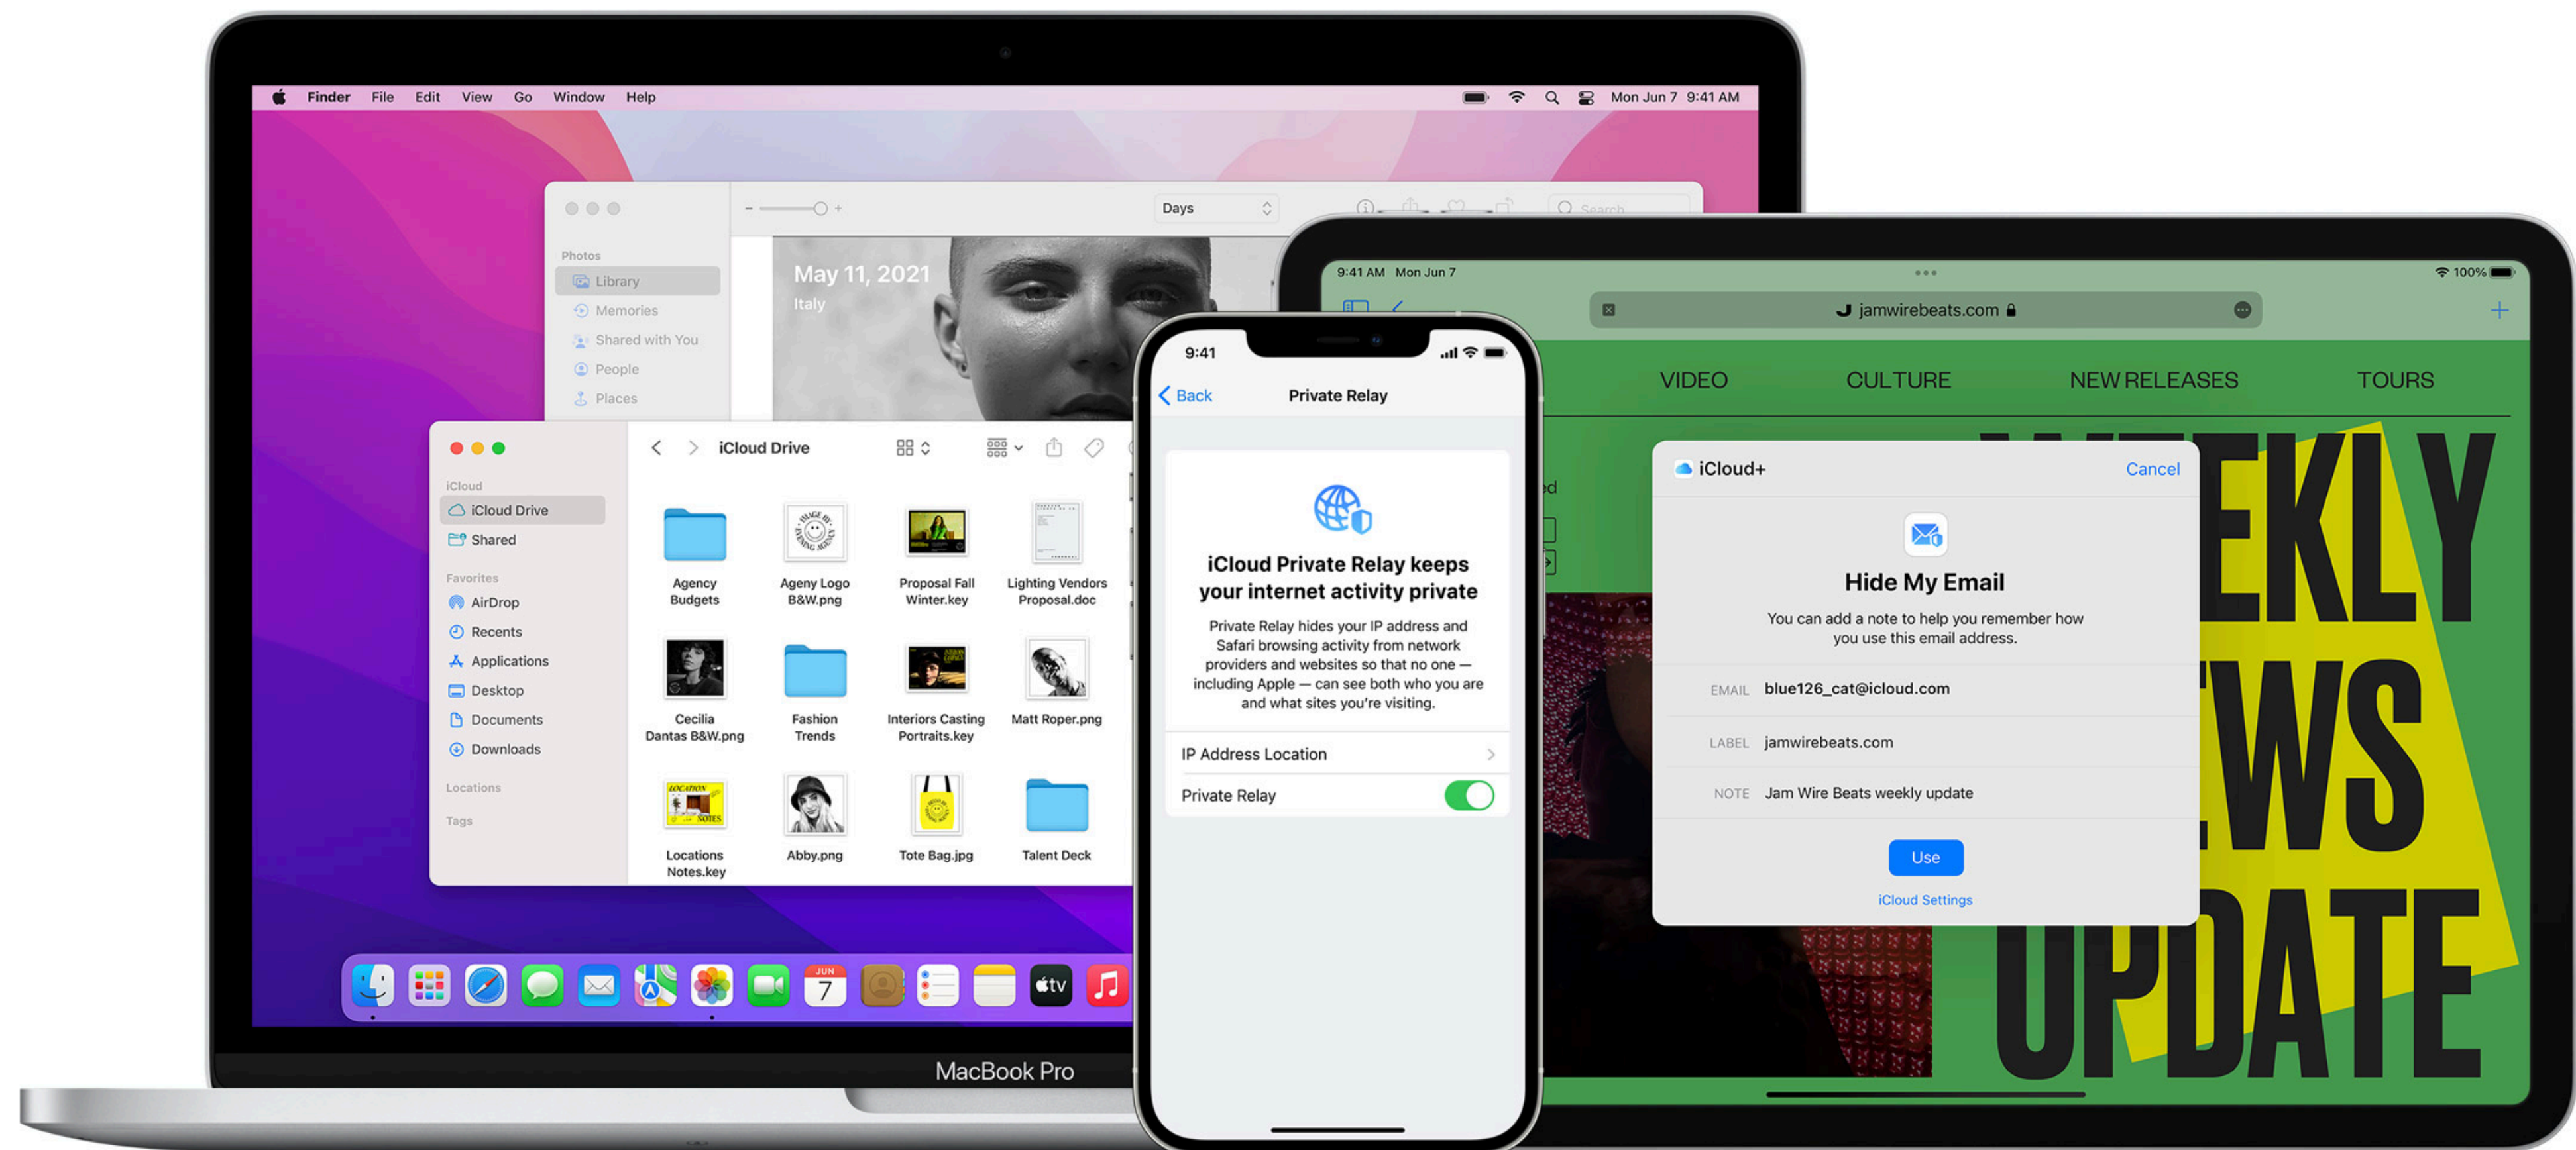 Finder File Edit View Go Window Help
Mon Jun 7 9:41 AM
Days
Search
Photos
Library
Memories
Shared with You
People
Places
May 11, 2021
Italy
iCloud Drive
iCloud
iCloud Drive
Shared
Favorites
AirDrop
Recents
Applications
Desktop
Documents
Downloads
Locations
Tags
Agency
Budgets
Ageny Logo
B&W.png
Proposal Fall
Winter.key
Lighting Vendors
Proposal.doc
Cecilia
Dantas B&W.png
Fashion
Trends
Interiors Casting
Portraits.key
Matt Roper.png
LOCATION
NOTES
Locations
Notes.key
Abby.png
Tote Bag.jpg
Talent Deck
JUN
7
tv
MacBook Pro
9:41
Back
Private Relay
iCloud Private Relay keeps
your internet activity private
Private Relay hides your IP address and
Safari browsing activity from network
providers and websites so that no one —
including Apple — can see both who you are
and what sites you’re visiting.
IP Address Location
Private Relay
9:41 AM Mon Jun 7
100%
jamwirebeats.com
VIDEO CULTURE NEW RELEASES TOURS
WEEKLY
UPDATE
iCloud+
Cancel
Hide My Email
You can add a note to help you remember how
you use this email address.
EMAIL blue126_cat@icloud.com
LABEL jamwirebeats.com
NOTE Jam Wire Beats weekly update
Use
iCloud Settings